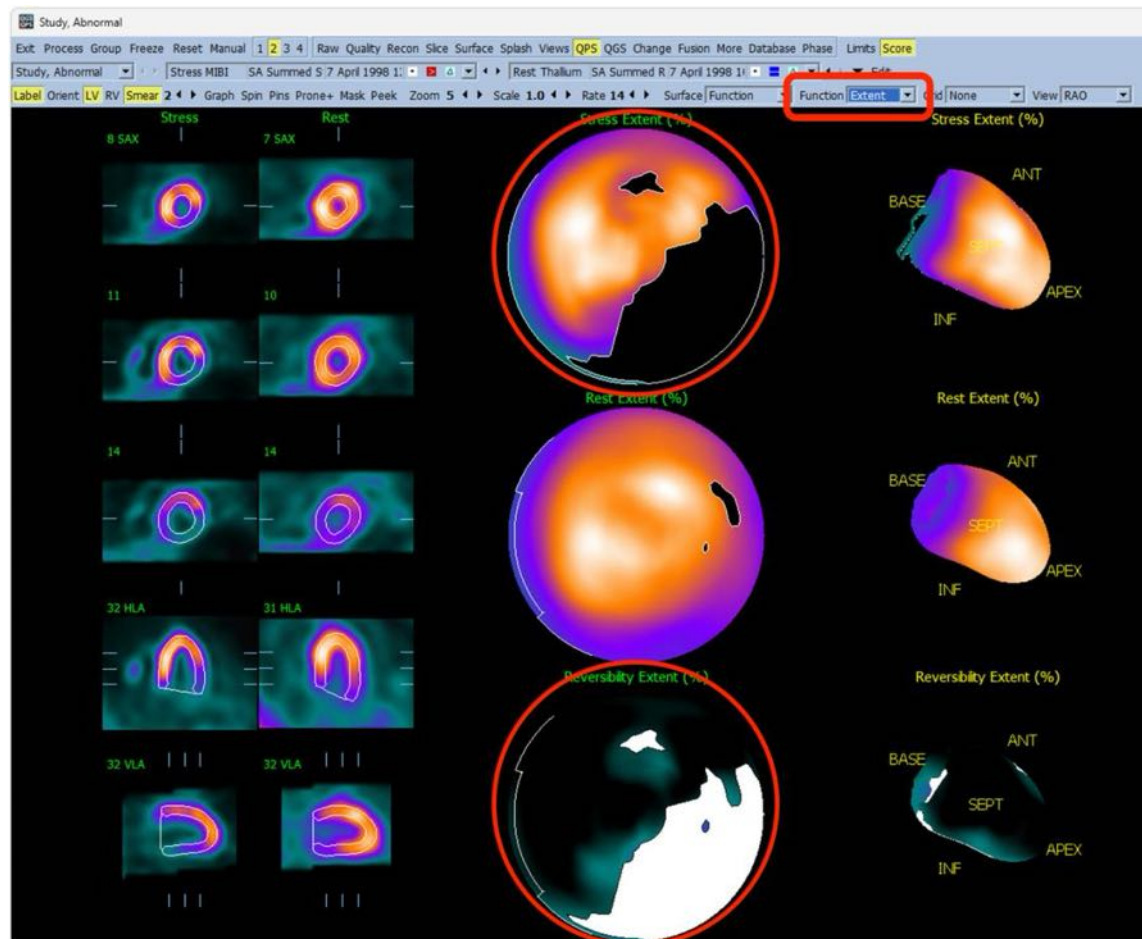 Study, Abnormal
Exit Process Group Freeze Reset Manual 1 2 3 4 Raw Quality Recon Slice Surface Splash Views QPS QGS Change Fusion More Database Phase Limits Score
Study, Abnormal Stress MIBI SA Summed S 7 April 1998 1 Rest Thallium SA Summed R 7 April 1998 1 Edit
Label Orient LV RV Smear 2 Graph Spin Pins Prone+ Mask Peek Zoom 5 Scale 1.0 Rate 14 Surface Function Function Extent Grid None View RAO
Stress Rest Stress Extent (%) Stress Extent (%)
8 SAX 7 SAX
ANT
BASE
SEPT
11 10
APEX
INF
Rest Extent (%) Rest Extent (%)
14 14
ANT
BASE
SEPT
APEX
INF
32 HLA 31 HLA
Reversibility Extent (%) Reversibility Extent (%)
ANT
32 VLA 32 VLA
BASE
SEPT
APEX
INF